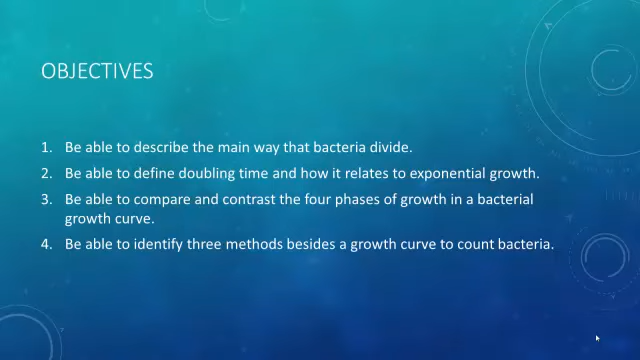 OBJECTIVES
1. Be able to describe the main way that bacteria divide.
2. Be able to define doubling time and how it relates to exponential growth.
3. Be able to compare and contrast the four phases of growth in a bacterial
growth curve.
4. Be able to identify three methods besides a growth curve to count bacteria.